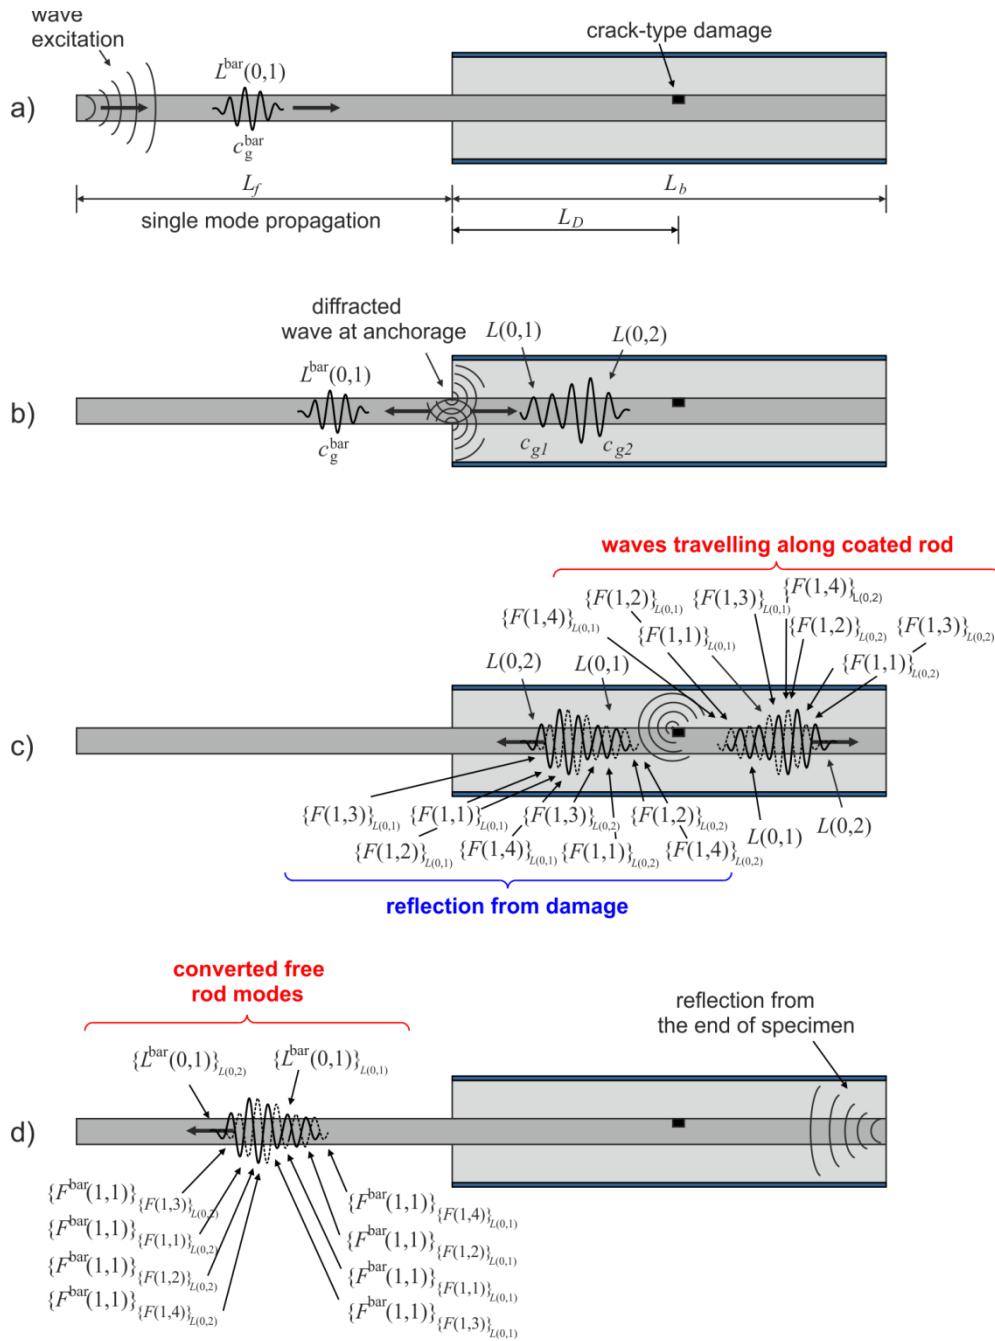 wave
excitation
crack-type damage
L^bar(0,1)
a)
c_g^bar
L_f
L_b
single mode propagation
L_D
diffracted
wave at anchorage
L(0,1)
L(0,2)
L^bar(0,1)
b)
c_g^bar
c_g1
c_g2
waves travelling along coated rod
{F(1,4)}_L(0,2)
{F(1,2)}_L(0,1)
{F(1,3)}_L(0,1)
{F(1,4)}_L(0,1)
{F(1,1)}_L(0,1)
{F(1,2)}_L(0,2)
{F(1,3)}_L(0,2)
L(0,2)
L(0,1)
{F(1,1)}_L(0,2)
c)
{F(1,3)}_L(0,1)
{F(1,1)}_L(0,1)
{F(1,3)}_L(0,2)
{F(1,2)}_L(0,2)
L(0,1)
L(0,2)
{F(1,2)}_L(0,1)
{F(1,4)}_L(0,1)
{F(1,1)}_L(0,2)
{F(1,4)}_L(0,2)
reflection from damage
converted free
rod modes
reflection from
the end of specimen
{L^bar(0,1)}_L(0,2)
{L^bar(0,1)}_L(0,1)
d)
{F^bar(1,1)}_{F(1,3)}_L(0,2)
{F^bar(1,1)}_{F(1,1)}_L(0,2)
{F^bar(1,1)}_{F(1,2)}_L(0,2)
{F^bar(1,1)}_{F(1,4)}_L(0,2)
{F^bar(1,1)}_{F(1,4)}_L(0,1)
{F^bar(1,1)}_{F(1,2)}_L(0,1)
{F^bar(1,1)}_{F(1,1)}_L(0,1)
{F^bar(1,1)}_{F(1,3)}_L(0,1)